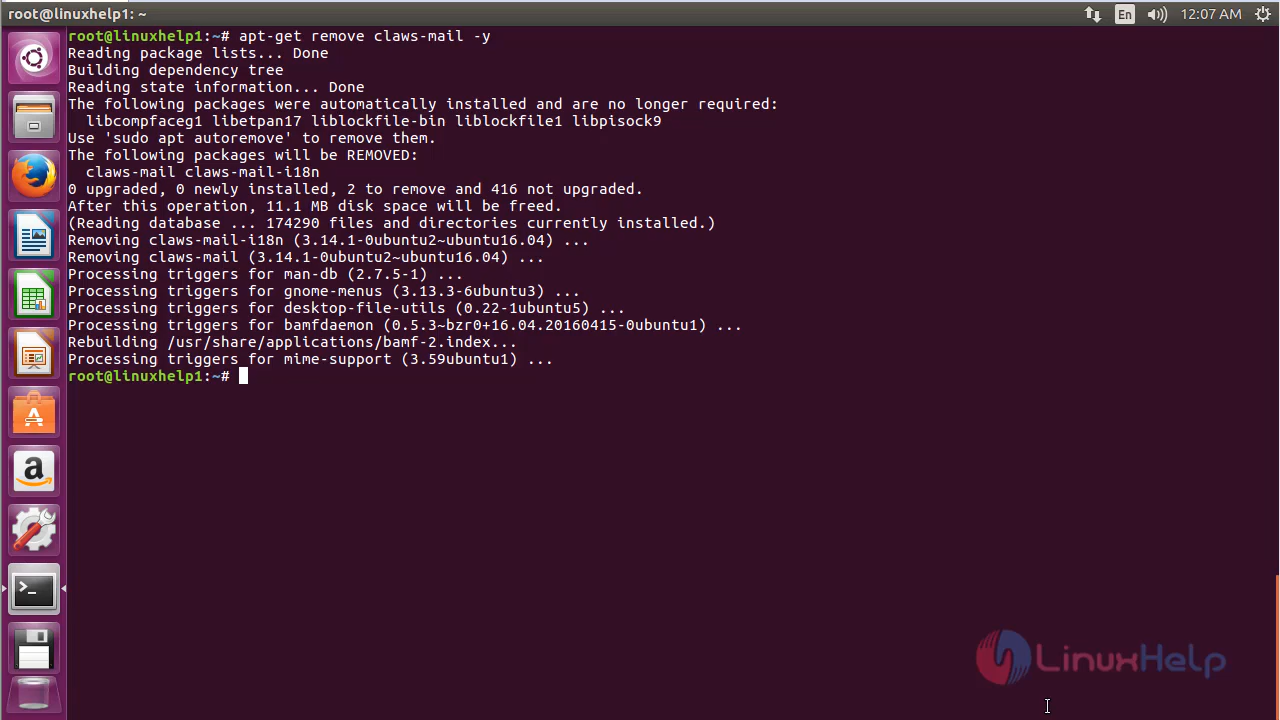 root@linuxhelp1: ~
En
12:07 AM
root@linuxhelp1:~# apt-get remove claws-mail -y
Reading package lists... Done
Building dependency tree
Reading state information... Done
The following packages were automatically installed and are no longer required:
  libcompfaceg1 libetpan17 liblockfile-bin liblockfile1 libpisock9
Use 'sudo apt autoremove' to remove them.
The following packages will be REMOVED:
  claws-mail claws-mail-i18n
0 upgraded, 0 newly installed, 2 to remove and 416 not upgraded.
After this operation, 11.1 MB disk space will be freed.
(Reading database ... 174290 files and directories currently installed.)
Removing claws-mail-i18n (3.14.1-0ubuntu2~ubuntu16.04) ...
Removing claws-mail (3.14.1-0ubuntu2~ubuntu16.04) ...
Processing triggers for man-db (2.7.5-1) ...
Processing triggers for gnome-menus (3.13.3-6ubuntu3) ...
Processing triggers for desktop-file-utils (0.22-1ubuntu5) ...
Processing triggers for bamfdaemon (0.5.3~bzr0+16.04.20160415-0ubuntu1) ...
Rebuilding /usr/share/applications/bamf-2.index...
Processing triggers for mime-support (3.59ubuntu1) ...
root@linuxhelp1:~#
LinuxHelp